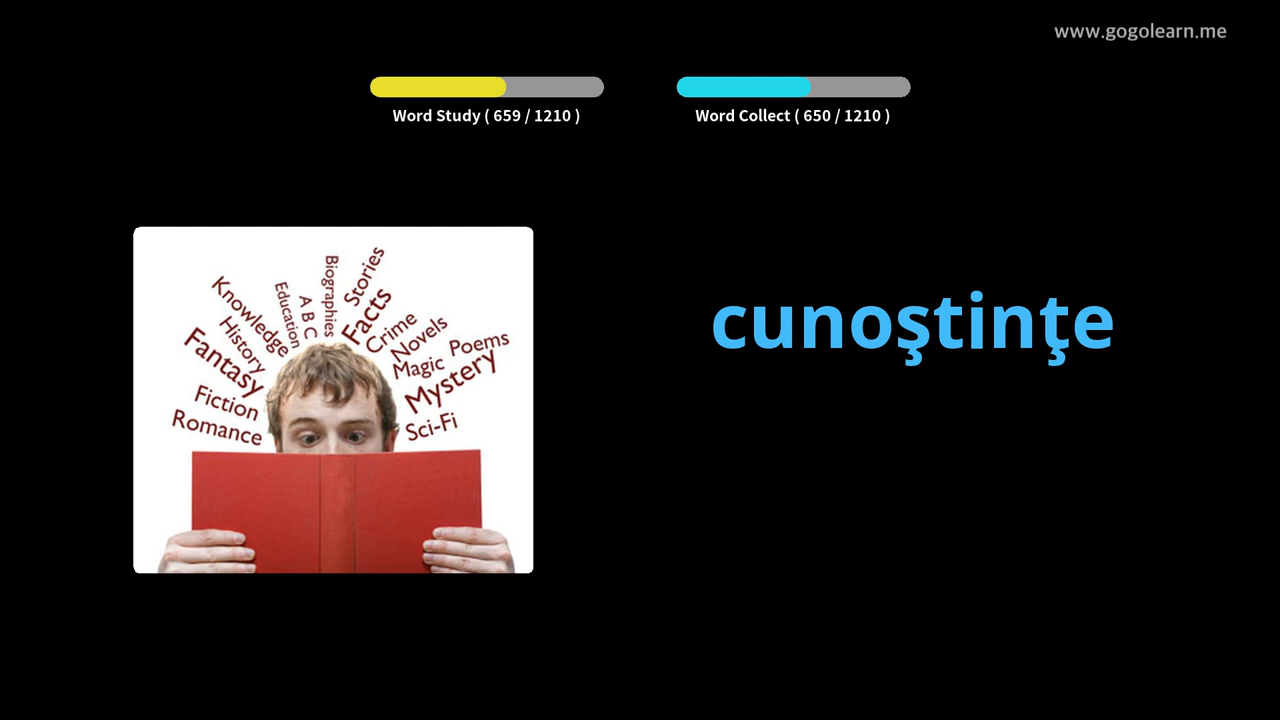 www.gogolearn.me
Word Study ( 659 / 1210 )
Word Collect ( 650 / 1210 )
cunoştinţe
Knowledge
History
Fantasy
Fiction
Romance
Education
A B C
Biographies
Stories
Facts
Crime
Novels
Magic
Poems
Mystery
Sci-Fi